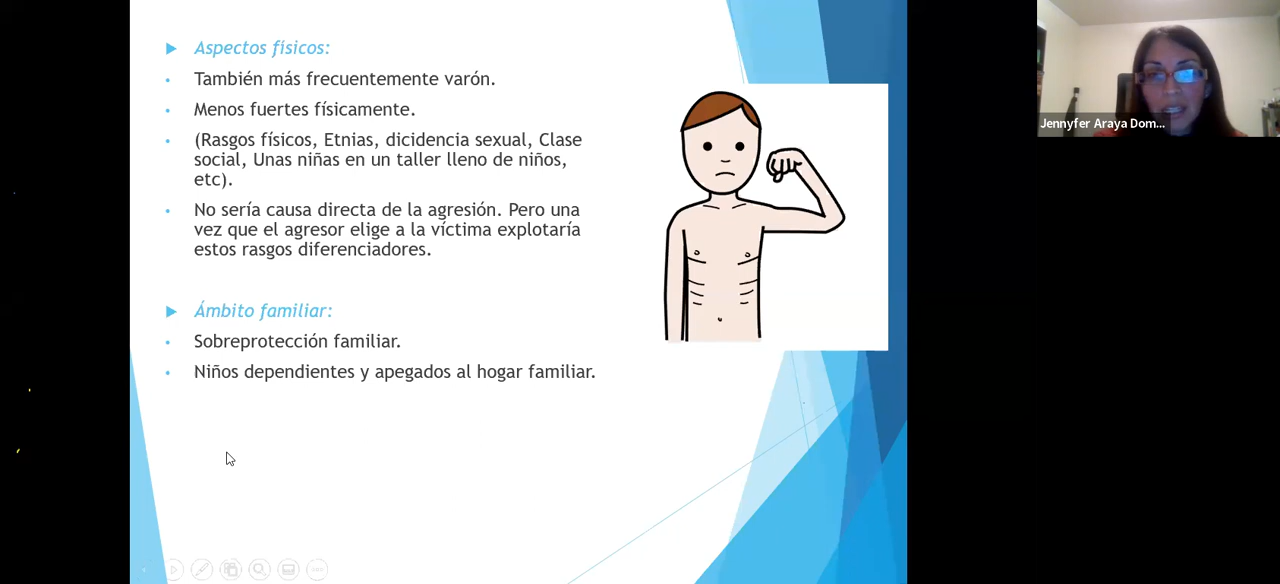 Aspectos físicos:
También más frecuentemente varón.
Menos fuertes físicamente.
(Rasgos físicos, Etnias, dicidencia sexual, Clase
social, Unas niñas en un taller lleno de niños,
etc).
No sería causa directa de la agresión. Pero una
vez que el agresor elige a la víctima explotaría
estos rasgos diferenciadores.
Ámbito familiar:
Sobreprotección familiar.
Niños dependientes y apegados al hogar familiar.
Jennyfer Araya Dom...